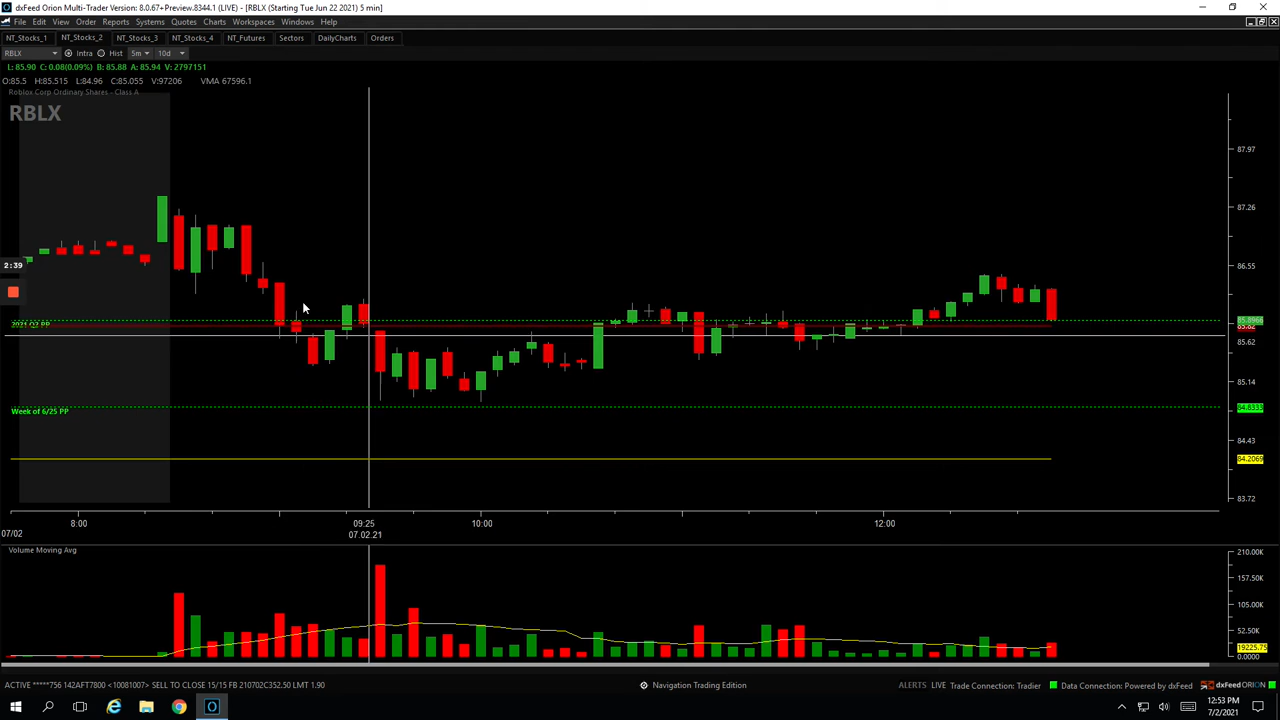 dxFeed Orion Multi-Trader Version: 8.0.67+Preview.8344.1 (LIVE) - [RBLX (Starting Tue Jun 22 2021) 5 min]
File Edit View Order Reports Systems Quotes Charts Workspaces Windows Help
NT_Stocks_1 NT_Stocks_2 NT_Stocks_3 NT_Stocks_4 NT_Futures Sectors DailyCharts Orders
RBLX Intra Hist 5m 10d
L: 85.90 C: 0.08(0.09%) B: 85.88 A: 85.94 V: 2797151
O:85.5 H:85.515 L:84.96 C:85.055 V:97206 VMA 67596.1
Roblox Corp Ordinary Shares - Class A
RBLX
87.97
87.26
2:39
86.55
2021 Q2 PP
85.8966
85.62
85.14
Week of 6/25 PP
84.8333
84.43
84.2069
83.72
8:00 09:25 10:00 12:00
07/02 07.02.21
Volume Moving Avg
210.00K
157.50K
105.00K
52.50K
19225.75
0.0000
ACTIVE *****756 142AFT7800 <10081007> SELL TO CLOSE 15/15 FB 210702C352.50 LMT 1.90 Navigation Trading Edition ALERTS LIVE Trade Connection: Tradier Data Connection: Powered by dxFeed dxFeed ORION
12:53 PM
7/2/2021